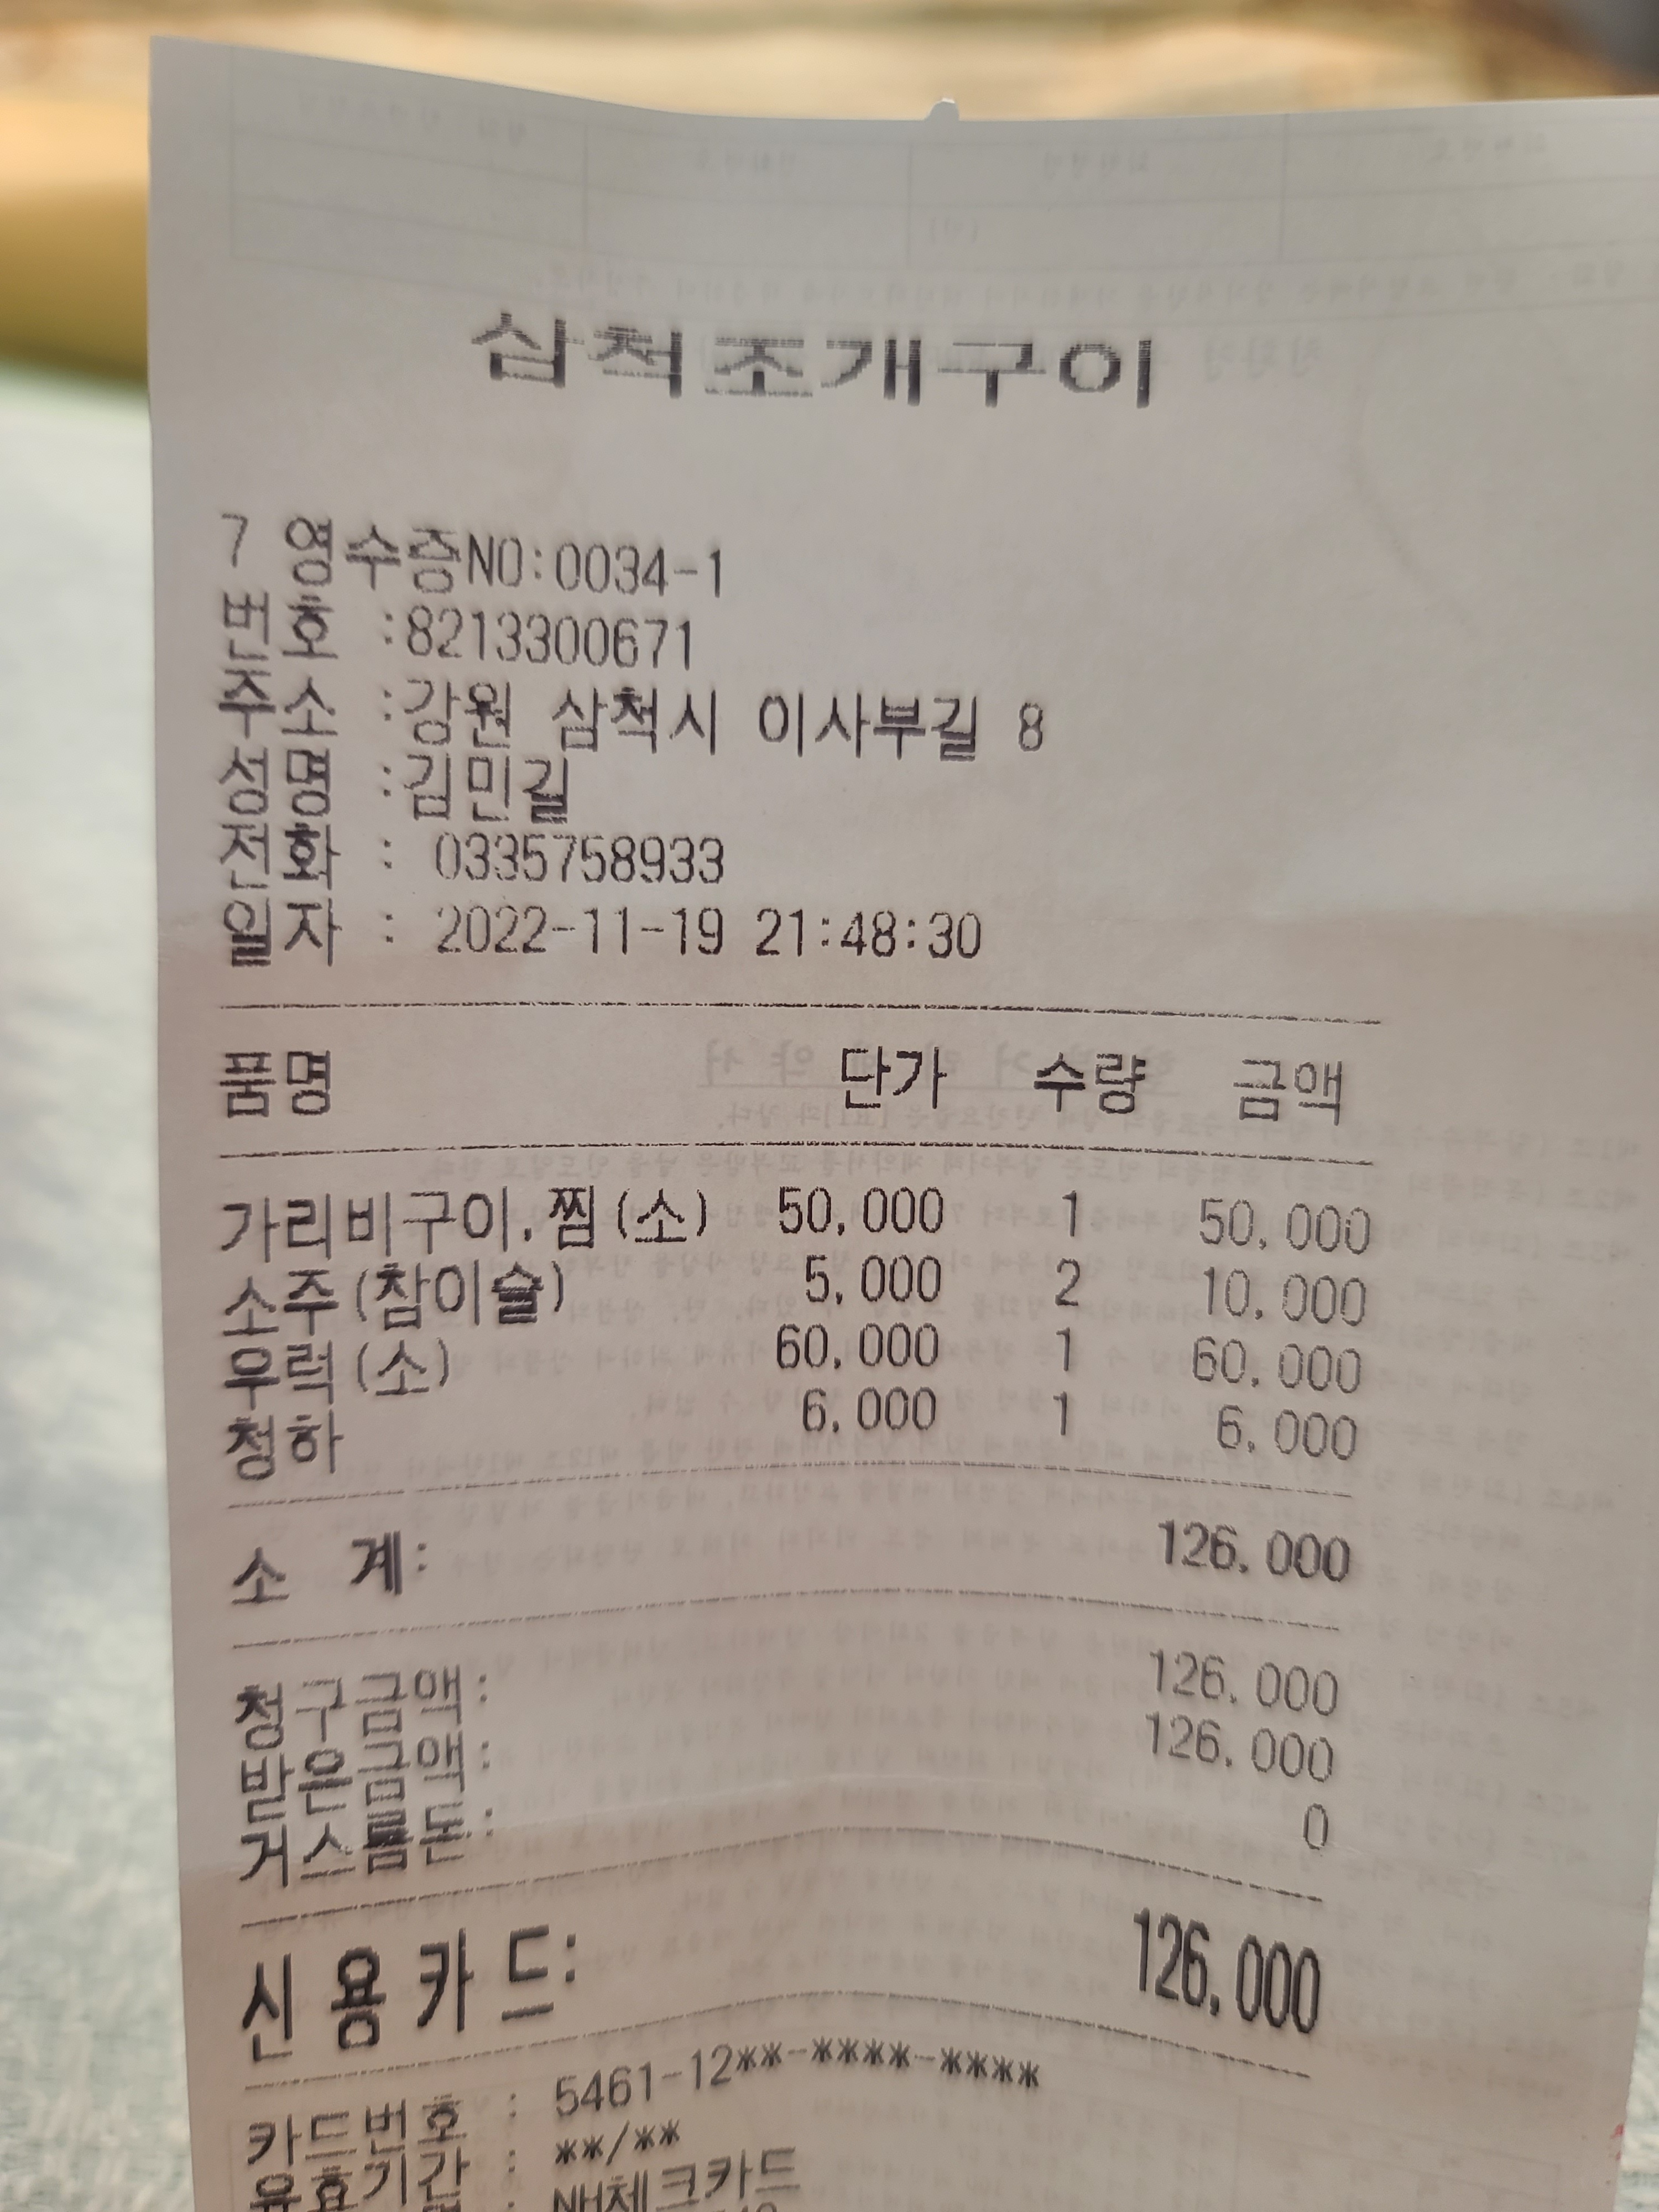 삼척조개구이
7 영수증NO:0034-1
번호 :8213300671
주소 :강원 삼척시 이사부길 8
성명 :김민길
전화 : 0335758933
일자 : 2022-11-19 21:48:30
품명 단가 수량 금액
가리비구이.찜(소) 50,000 1 50,000
소주(참이슬) 5,000 2 10,000
우럭(소) 60,000 1 60,000
청하 6,000 1 6,000
소 계: 126,000
청구금액: 126,000
받은금액: 126,000
거스름돈: 0
신용카드: 126,000
카드번호 : 5461-12**-****-****
유효기간 : **/**
: NH체크카드